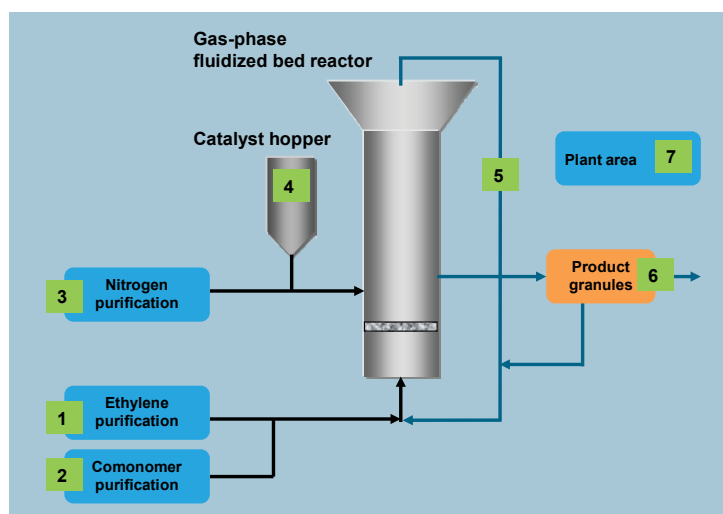 Gas-phase
fluidized bed reactor
Catalyst hopper
4
5
Plant area
7
3
Nitrogen
purification
Product
granules
6
1
Ethylene
purification
2
Comonomer
purification